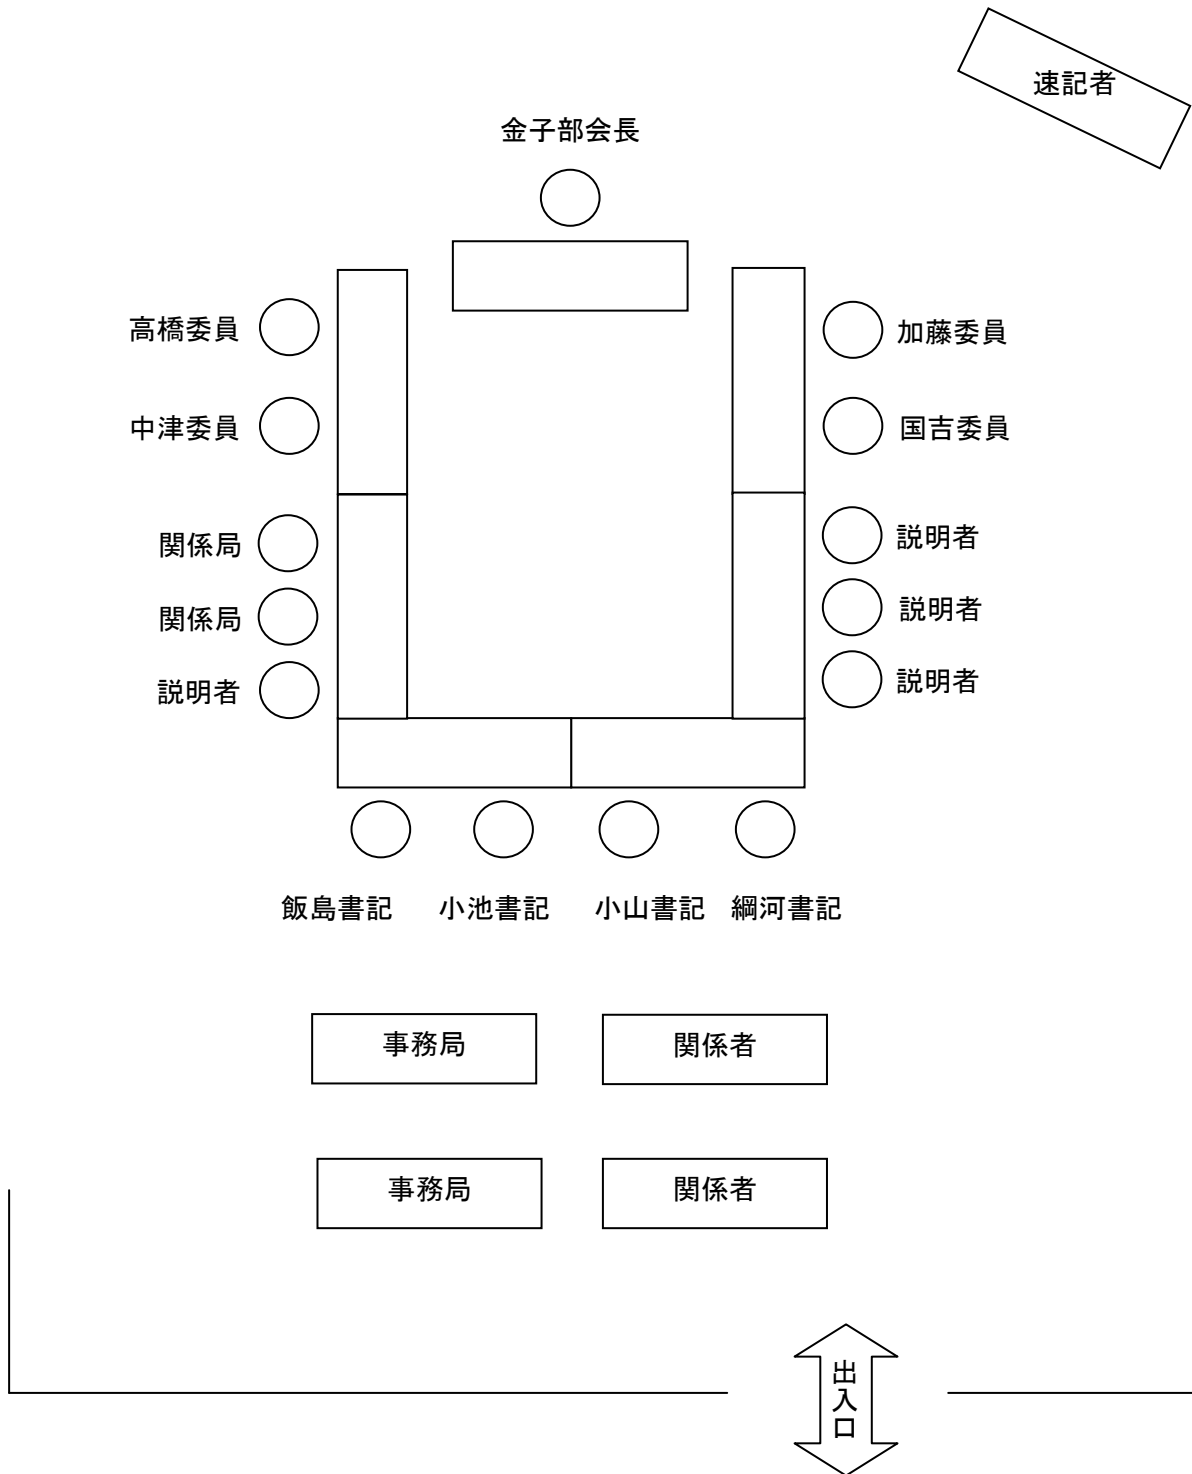 速記者
金子部会長
高橋委員
加藤委員
中津委員
国吉委員
関係局
説明者
関係局
説明者
説明者
説明者
飯島書記
小池書記
小山書記
綱河書記
事務局
関係者
事務局
関係者
出入口